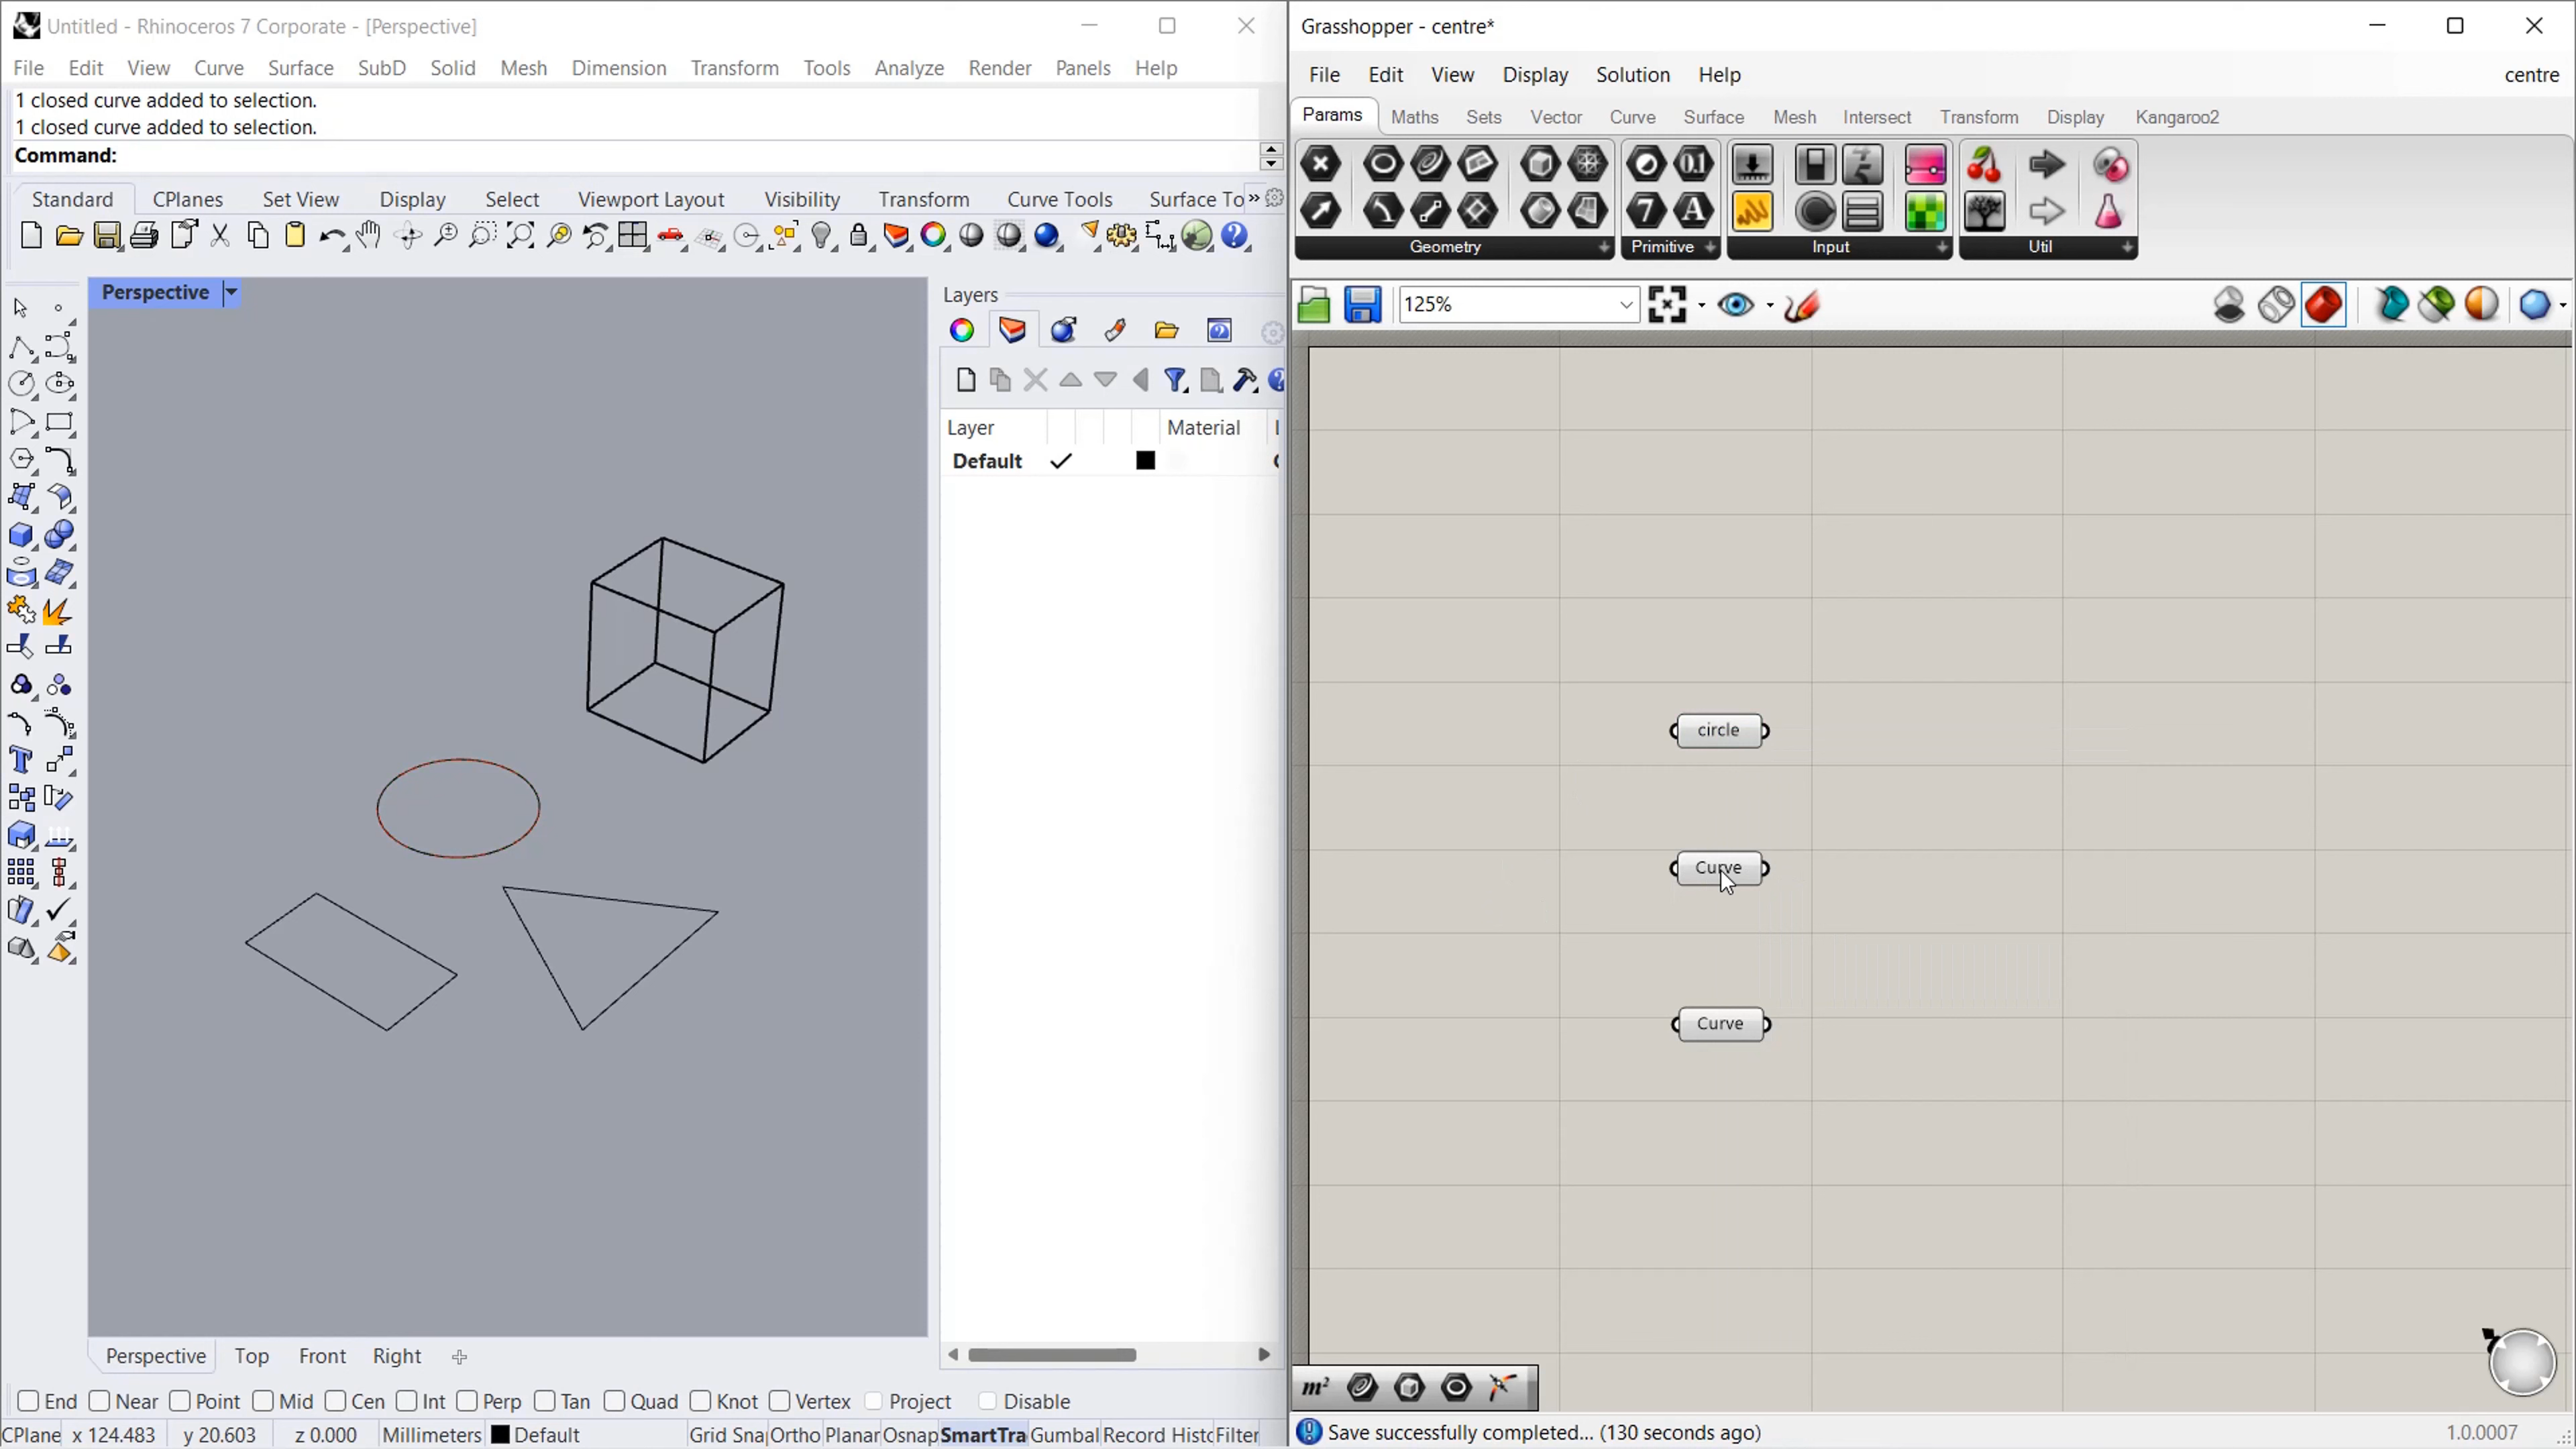 Untitled - Rhinoceros 7 Corporate - [Perspective]
File Edit View Curve Surface SubD Solid Mesh Dimension Transform Tools Analyze Render Panels Help
1 closed curve added to selection.
1 closed curve added to selection.
Command:
Standard CPlanes Set View Display Select Viewport Layout Visibility Transform Curve Tools Surface To »
Perspective
Layers
Layer Material
Default
Perspective Top Front Right
End Near Point Mid Cen Int Perp Tan Quad Knot Vertex Project Disable
CPlane x 124.483 y 20.603 z 0.000 Millimeters Default Grid Sna Ortho Planar Osnap SmartTra Gumbal Record Histo Filter
Grasshopper - centre*
File Edit View Display Solution Help centre
Params Maths Sets Vector Curve Surface Mesh Intersect Transform Display Kangaroo2
Geometry Primitive Input Util
125%
circle
Curve
Curve
m²
Save successfully completed... (130 seconds ago) 1.0.0007